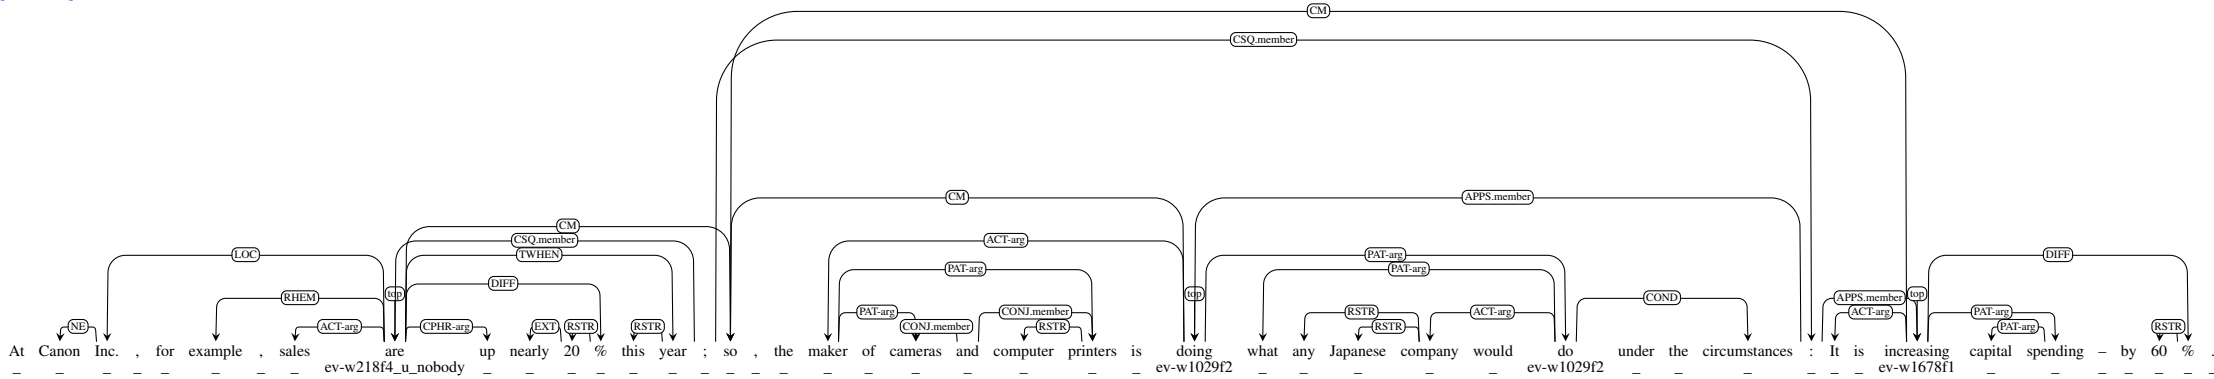 CM
CSQ.member
CM APPS.member
CM
CSQ.member ACT-arg
LOC TWHEN PAT-arg DIFF
PAT-arg PAT-arg
DIFF
top top top
RHEM COND APPS.member
PAT-arg CONJ.member RSTR ACT-arg ACT-arg PAT-arg
NE ACT-arg CPHR-arg EXT RSTR RSTR CONJ.member RSTR RSTR PAT-arg RSTR
At Canon Inc. , for example , sales are up nearly 20 % this year ; so , the maker of cameras and computer printers is doing what any Japanese company would do under the circumstances : It is increasing capital spending – by 60 % .
_ _ _ _ _ _ _ _ ev-w218f4_u_nobody _ _ _ _ _ _ _ _ _ _ _ _ _ _ _ _ _ ev-w1029f2 _ _ _ _ _ ev-w1029f2 _ _ _ _ _ _ ev-w1678f1 _ _ _ _ _ _ _